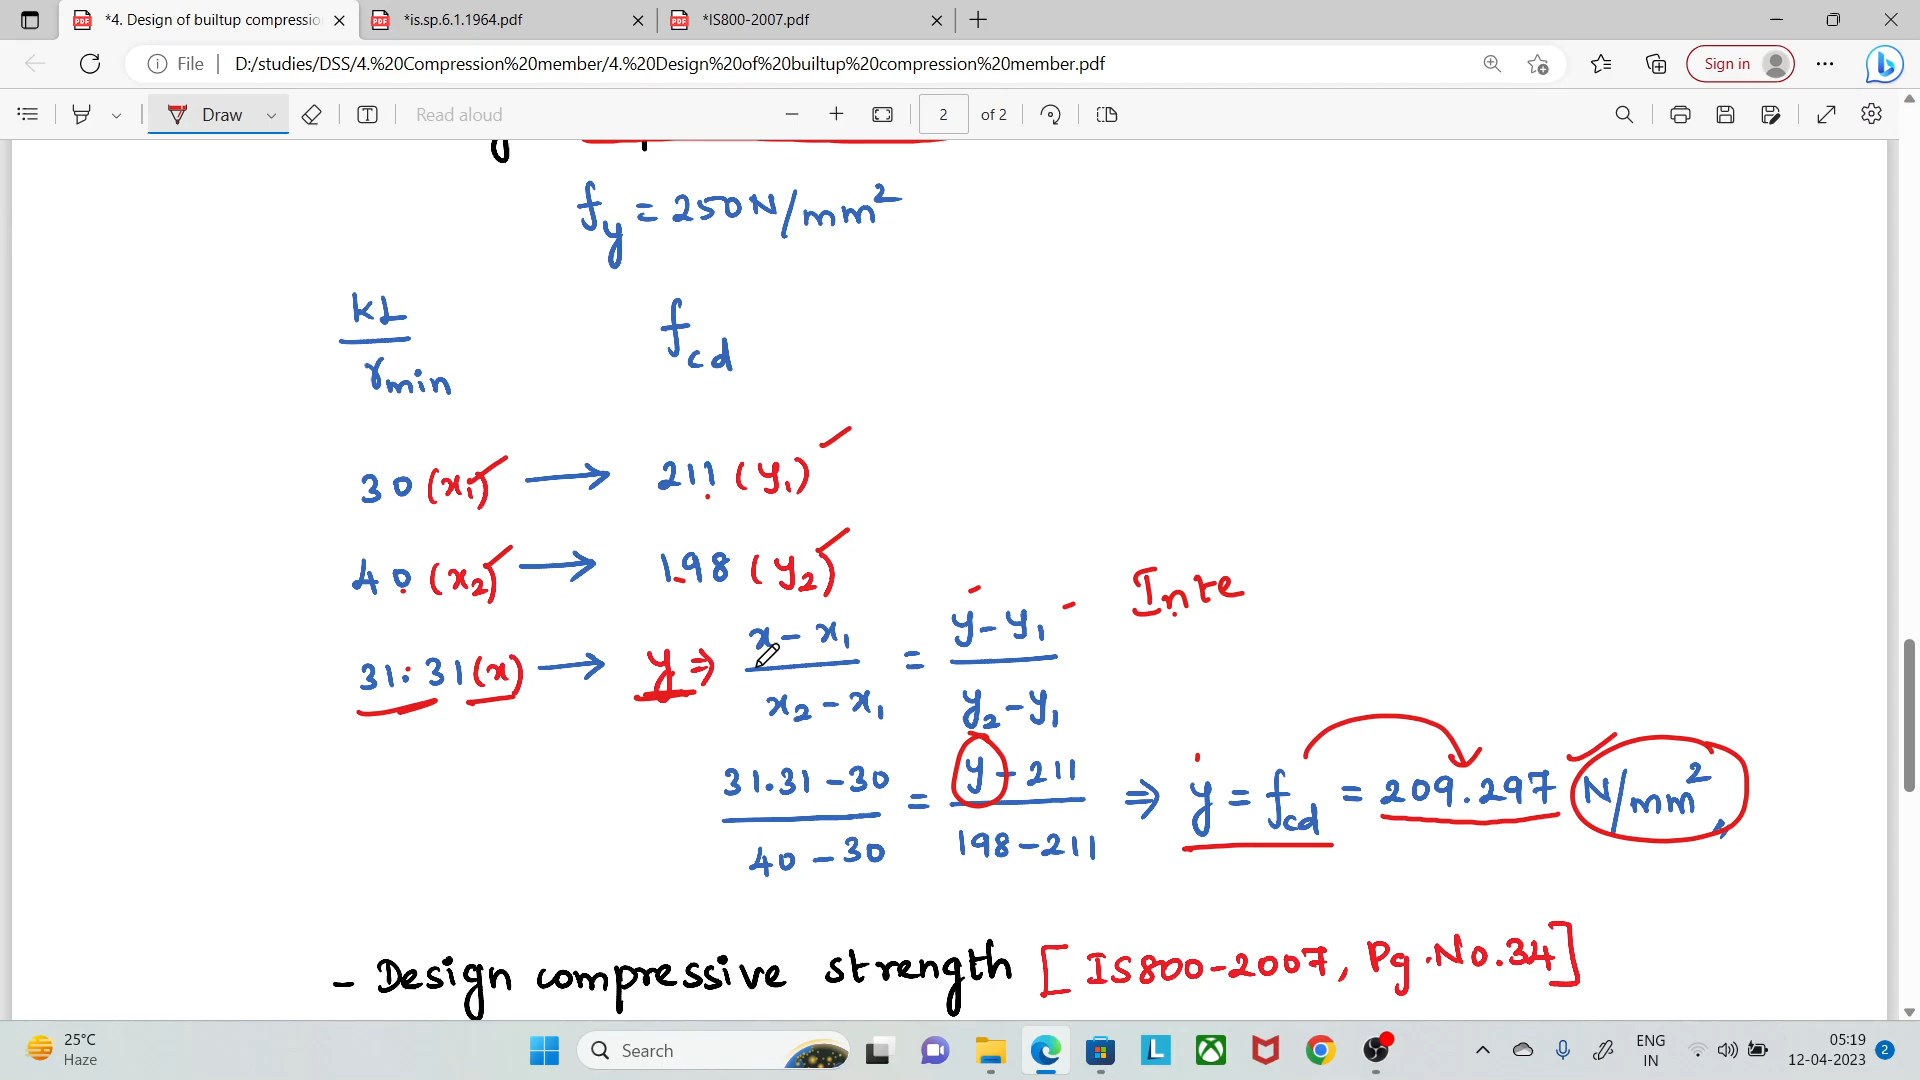 *4. Design of builtup compressio
*is.sp.6.1.1964.pdf
*IS800-2007.pdf
File
D:/studies/DSS/4.%20Compression%20member/4.%20Design%20of%20builtup%20compression%20member.pdf
Sign in
Draw
Read aloud
2
of 2
fy = 250N/mm²
kL
rmin
fcd
30 (x1) → 211 (y1)
40 (x2) → 198 (y2)
Inte
31.31 (x) → y ⇒ x - x1 / x2 - x1 = y - y1 / y2 - y1
31.31 - 30 / 40 - 30 = y - 211 / 198 - 211 ⇒ y = fcd = 209.297 N/mm²,
- Design compressive strength [IS800-2007, Pg.No.34]
25°C
Haze
Search
ENG
IN
05:19
12-04-2023
2